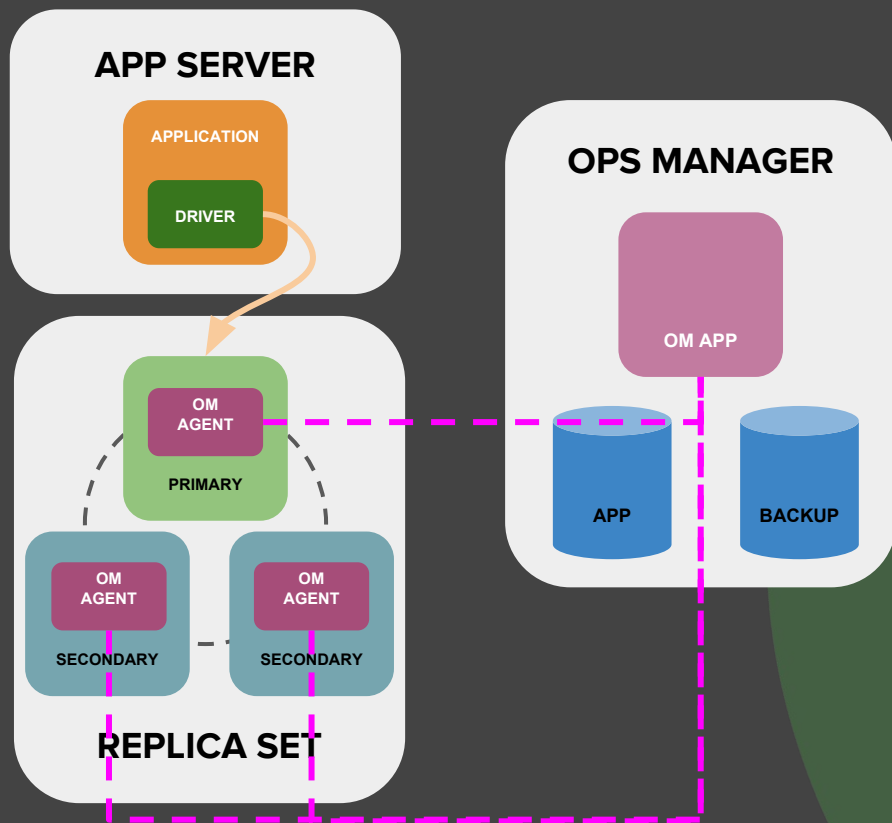 APP SERVER
APPLICATION
DRIVER
OPS MANAGER
OM APP
APP
BACKUP
OM
AGENT
PRIMARY
OM
AGENT
SECONDARY
OM
AGENT
SECONDARY
REPLICA SET